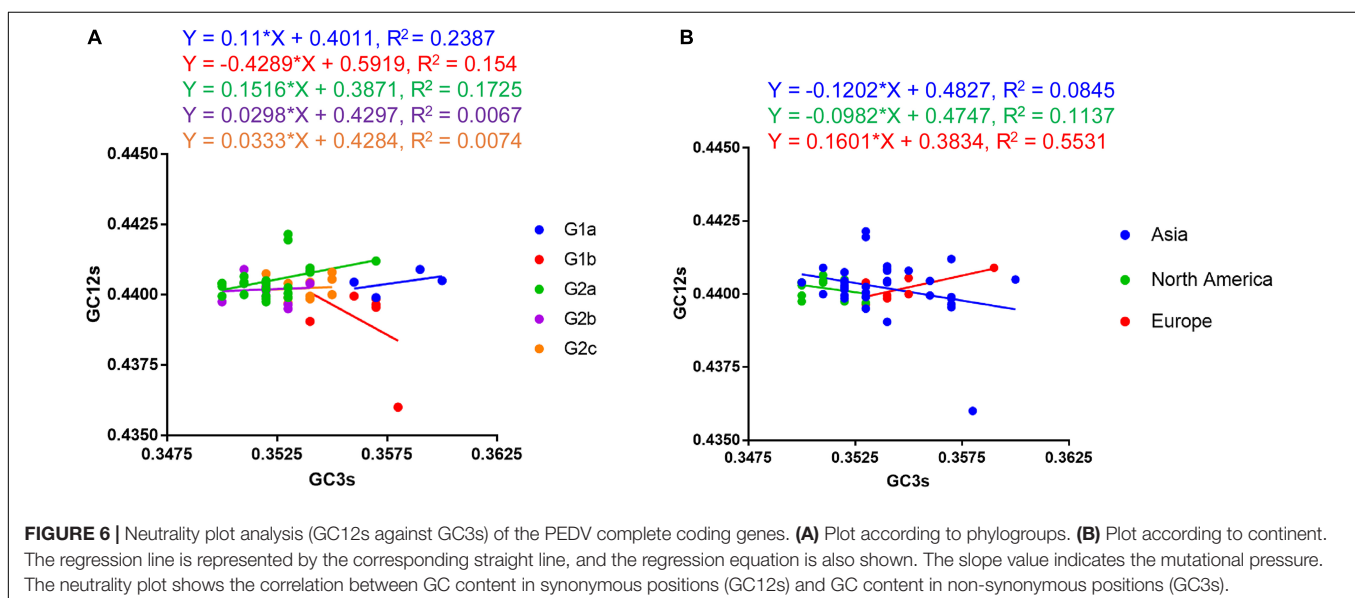 A
Y = 0.11*X + 0.4011, R² = 0.2387
Y = -0.4289*X + 0.5919, R² = 0.154
Y = 0.1516*X + 0.3871, R² = 0.1725
Y = 0.0298*X + 0.4297, R² = 0.0067
Y = 0.0333*X + 0.4284, R² = 0.0074
0.4450
0.4425
0.4400
0.4375
0.4350
GC12s
0.3475
0.3525
0.3575
0.3625
GC3s
G1a
G1b
G2a
G2b
G2c
B
Y = -0.1202*X + 0.4827, R² = 0.0845
Y = -0.0982*X + 0.4747, R² = 0.1137
Y = 0.1601*X + 0.3834, R² = 0.5531
0.4450
0.4425
0.4400
0.4375
0.4350
GC12s
0.3475
0.3525
0.3575
0.3625
GC3s
Asia
North America
Europe
FIGURE 6 | Neutrality plot analysis (GC12s against GC3s) of the PEDV complete coding genes. (A) Plot according to phylogroups. (B) Plot according to continent.
The regression line is represented by the corresponding straight line, and the regression equation is also shown. The slope value indicates the mutational pressure.
The neutrality plot shows the correlation between GC content in synonymous positions (GC12s) and GC content in non-synonymous positions (GC3s).